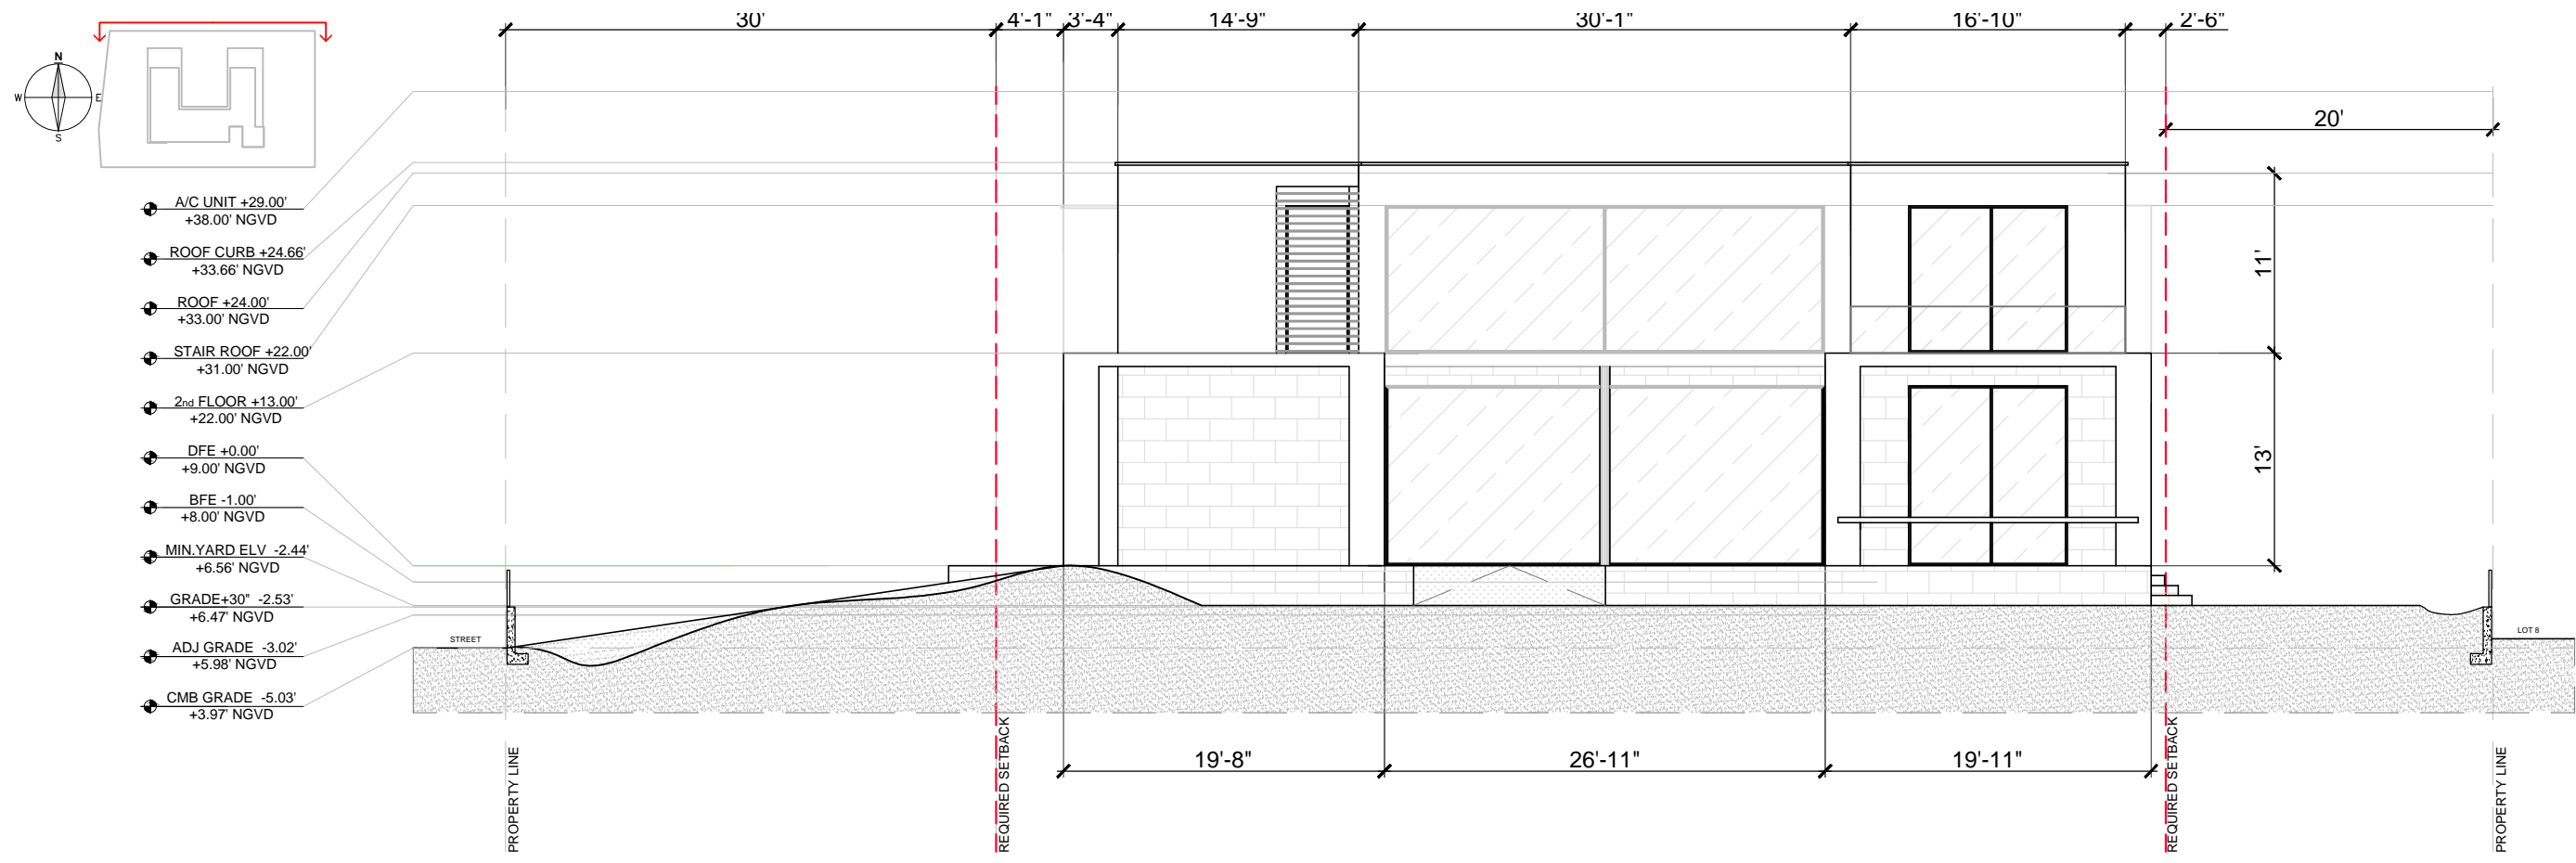 30'
4'-1"
3'-4"
14'-9"
30'-1"
16'-10"
2'-6"
N
W
E
S
20'
A/C UNIT +29.00'
+38.00' NGVD
ROOF CURB +24.66'
+33.66' NGVD
ROOF +24.00'
+33.00' NGVD
STAIR ROOF +22.00'
+31.00' NGVD
2nd FLOOR +13.00'
+22.00' NGVD
DFE +0.00'
+9.00' NGVD
BFE -1.00'
+8.00' NGVD
MIN.YARD ELV -2.44'
+6.56' NGVD
GRADE+30" -2.53'
+6.47' NGVD
ADJ GRADE -3.02'
+5.98' NGVD
CMB GRADE -5.03'
+3.97' NGVD
11'
13'
STREET
LOT 8
19'-8"
26'-11"
19'-11"
PROPERTY LINE
REQUIRED SETBACK
REQUIRED SETBACK
PROPERTY LINE